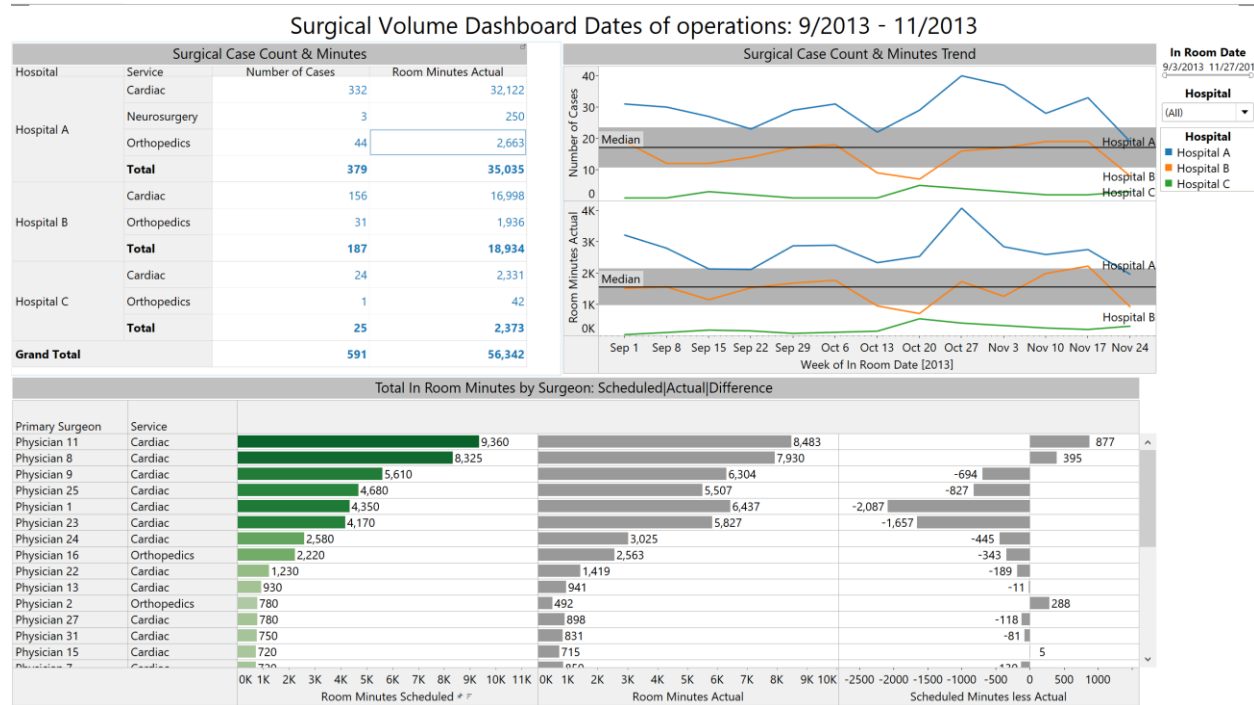 Surgical Volume Dashboard Dates of operations: 9/2013 - 11/2013
Surgical Case Count & Minutes
Hospital Service Number of Cases Room Minutes Actual
Hospital A
Cardiac 332 32,122
Neurosurgery 3 250
Orthopedics 44 2,663
Total 379 35,035
Hospital B
Cardiac 156 16,998
Orthopedics 31 1,936
Total 187 18,934
Hospital C
Cardiac 24 2,331
Orthopedics 1 42
Total 25 2,373
Grand Total 591 56,342
Surgical Case Count & Minutes Trend
Number of Cases
40
30
20
10
0
Median
Hospital A
Hospital B
Hospital C
Room Minutes Actual
4K
3K
2K
1K
0K
Median
Hospital A
Hospital B
Sep 1 Sep 8 Sep 15 Sep 22 Sep 29 Oct 6 Oct 13 Oct 20 Oct 27 Nov 3 Nov 10 Nov 17 Nov 24
Week of In Room Date [2013]
In Room Date
9/3/2013 11/27/201
Hospital
(All)
Hospital
Hospital A
Hospital B
Hospital C
Total In Room Minutes by Surgeon: Scheduled|Actual|Difference
Primary Surgeon Service
Physician 11 Cardiac 9,360 8,483 877
Physician 8 Cardiac 8,325 7,930 395
Physician 9 Cardiac 5,610 6,304 -694
Physician 25 Cardiac 4,680 5,507 -827
Physician 1 Cardiac 4,350 6,437 -2,087
Physician 23 Cardiac 4,170 5,827 -1,657
Physician 24 Cardiac 2,580 3,025 -445
Physician 16 Orthopedics 2,220 2,563 -343
Physician 22 Cardiac 1,230 1,419 -189
Physician 13 Cardiac 930 941 -11
Physician 2 Orthopedics 780 492 288
Physician 27 Cardiac 780 898 -118
Physician 31 Cardiac 750 831 -81
Physician 15 Cardiac 720 715 5
0K 1K 2K 3K 4K 5K 6K 7K 8K 9K 10K 11K 0K 1K 2K 3K 4K 5K 6K 7K 8K 9K 10K -2500 -2000 -1500 -1000 -500 0 500 1000
Room Minutes Scheduled Room Minutes Actual Scheduled Minutes less Actual